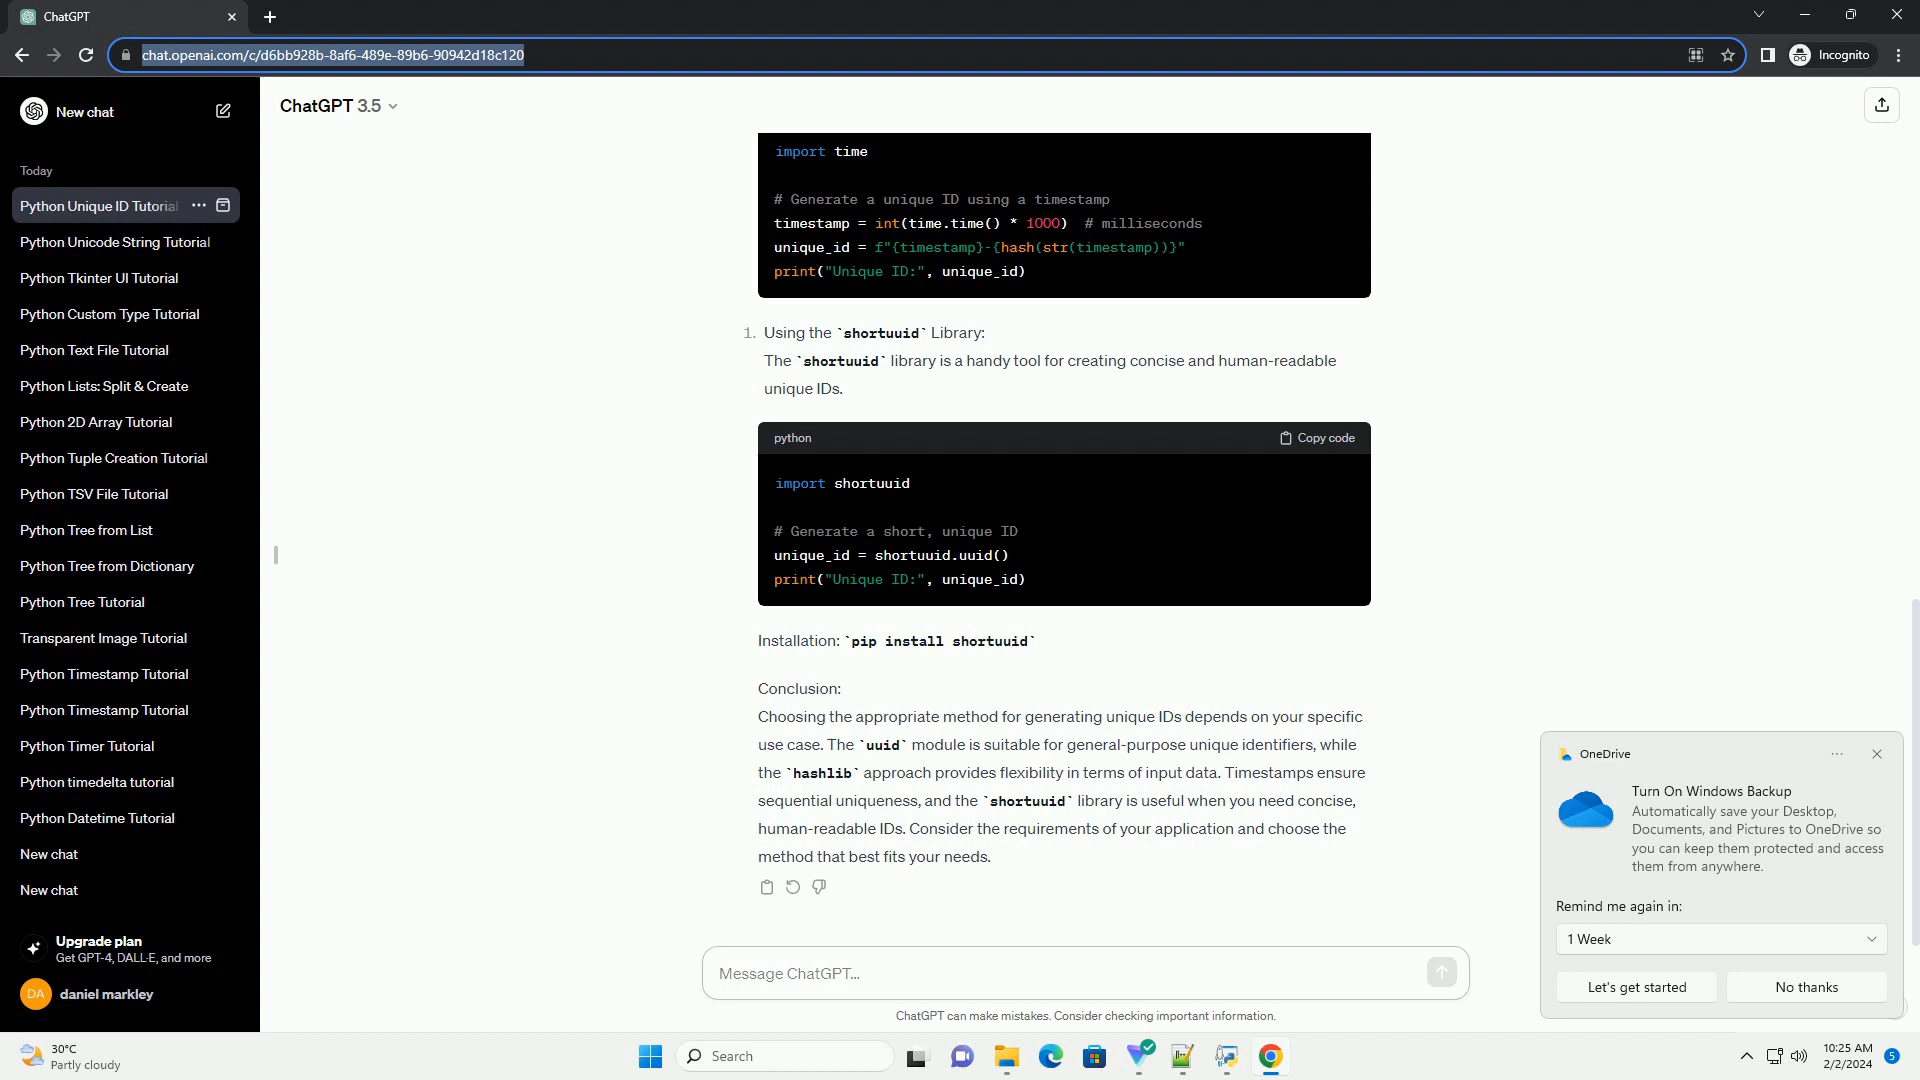 ChatGPT
chat.openai.com/c/d6bb928b-8af6-489e-89b6-90942d18c120
Incognito
New chat
Today
Python Unique ID Tutorial
Python Unicode String Tutorial
Python Tkinter UI Tutorial
Python Custom Type Tutorial
Python Text File Tutorial
Python Lists: Split & Create
Python 2D Array Tutorial
Python Tuple Creation Tutorial
Python TSV File Tutorial
Python Tree from List
Python Tree from Dictionary
Python Tree Tutorial
Transparent Image Tutorial
Python Timestamp Tutorial
Python Timestamp Tutorial
Python Timer Tutorial
Python timedelta tutorial
Python Datetime Tutorial
New chat
New chat
Upgrade plan
Get GPT-4, DALL·E, and more
DA daniel markley
ChatGPT 3.5
import time
# Generate a unique ID using a timestamp
timestamp = int(time.time() * 1000)  # milliseconds
unique_id = f"{timestamp}-{hash(str(timestamp))}"
print("Unique ID:", unique_id)
1. Using the `shortuuid` Library:
The `shortuuid` library is a handy tool for creating concise and human-readable
unique IDs.
python Copy code
import shortuuid
# Generate a short, unique ID
unique_id = shortuuid.uuid()
print("Unique ID:", unique_id)
Installation: `pip install shortuuid`
Conclusion:
Choosing the appropriate method for generating unique IDs depends on your specific
use case. The `uuid` module is suitable for general-purpose unique identifiers, while
the `hashlib` approach provides flexibility in terms of input data. Timestamps ensure
sequential uniqueness, and the `shortuuid` library is useful when you need concise,
human-readable IDs. Consider the requirements of your application and choose the
method that best fits your needs.
Message ChatGPT...
ChatGPT can make mistakes. Consider checking important information.
OneDrive
Turn On Windows Backup
Automatically save your Desktop,
Documents, and Pictures to OneDrive so
you can keep them protected and access
them from anywhere.
Remind me again in:
1 Week
Let's get started
No thanks
30°C
Partly cloudy
Search
10:25 AM
2/2/2024
5